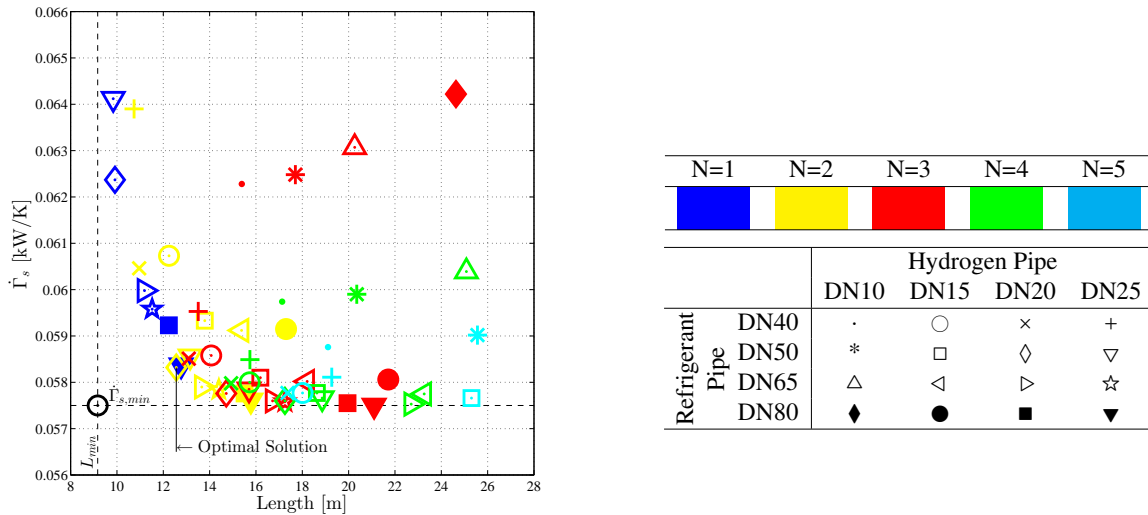 0.066
0.065
0.064
0.063
0.062
0.061
0.06
0.059
0.058
0.057
0.056
Γ̇s [kW/K]
Γ̇s,min
Lmin
← Optimal Solution
8 10 12 14 16 18 20 22 24 26 28
Length [m]
N=1 N=2 N=3 N=4 N=5
Hydrogen Pipe
DN10 DN15 DN20 DN25
Refrigerant Pipe
DN40 · ○ × +
DN50 * □ ◇ ▽
DN65 △ ◁ ▷ ☆
DN80 ♦ ● ■ ▼